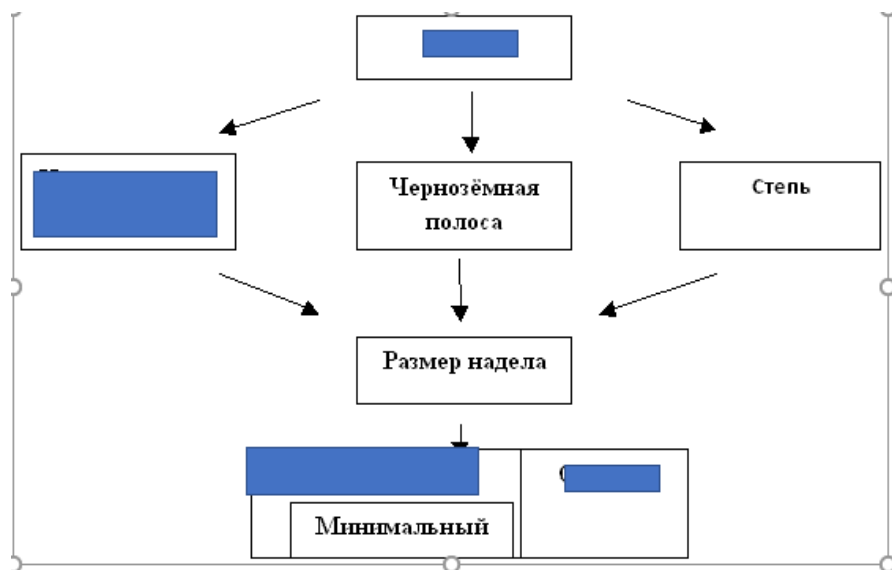 Чернозёмная
полоса
Степь
Размер надела
Минимальный